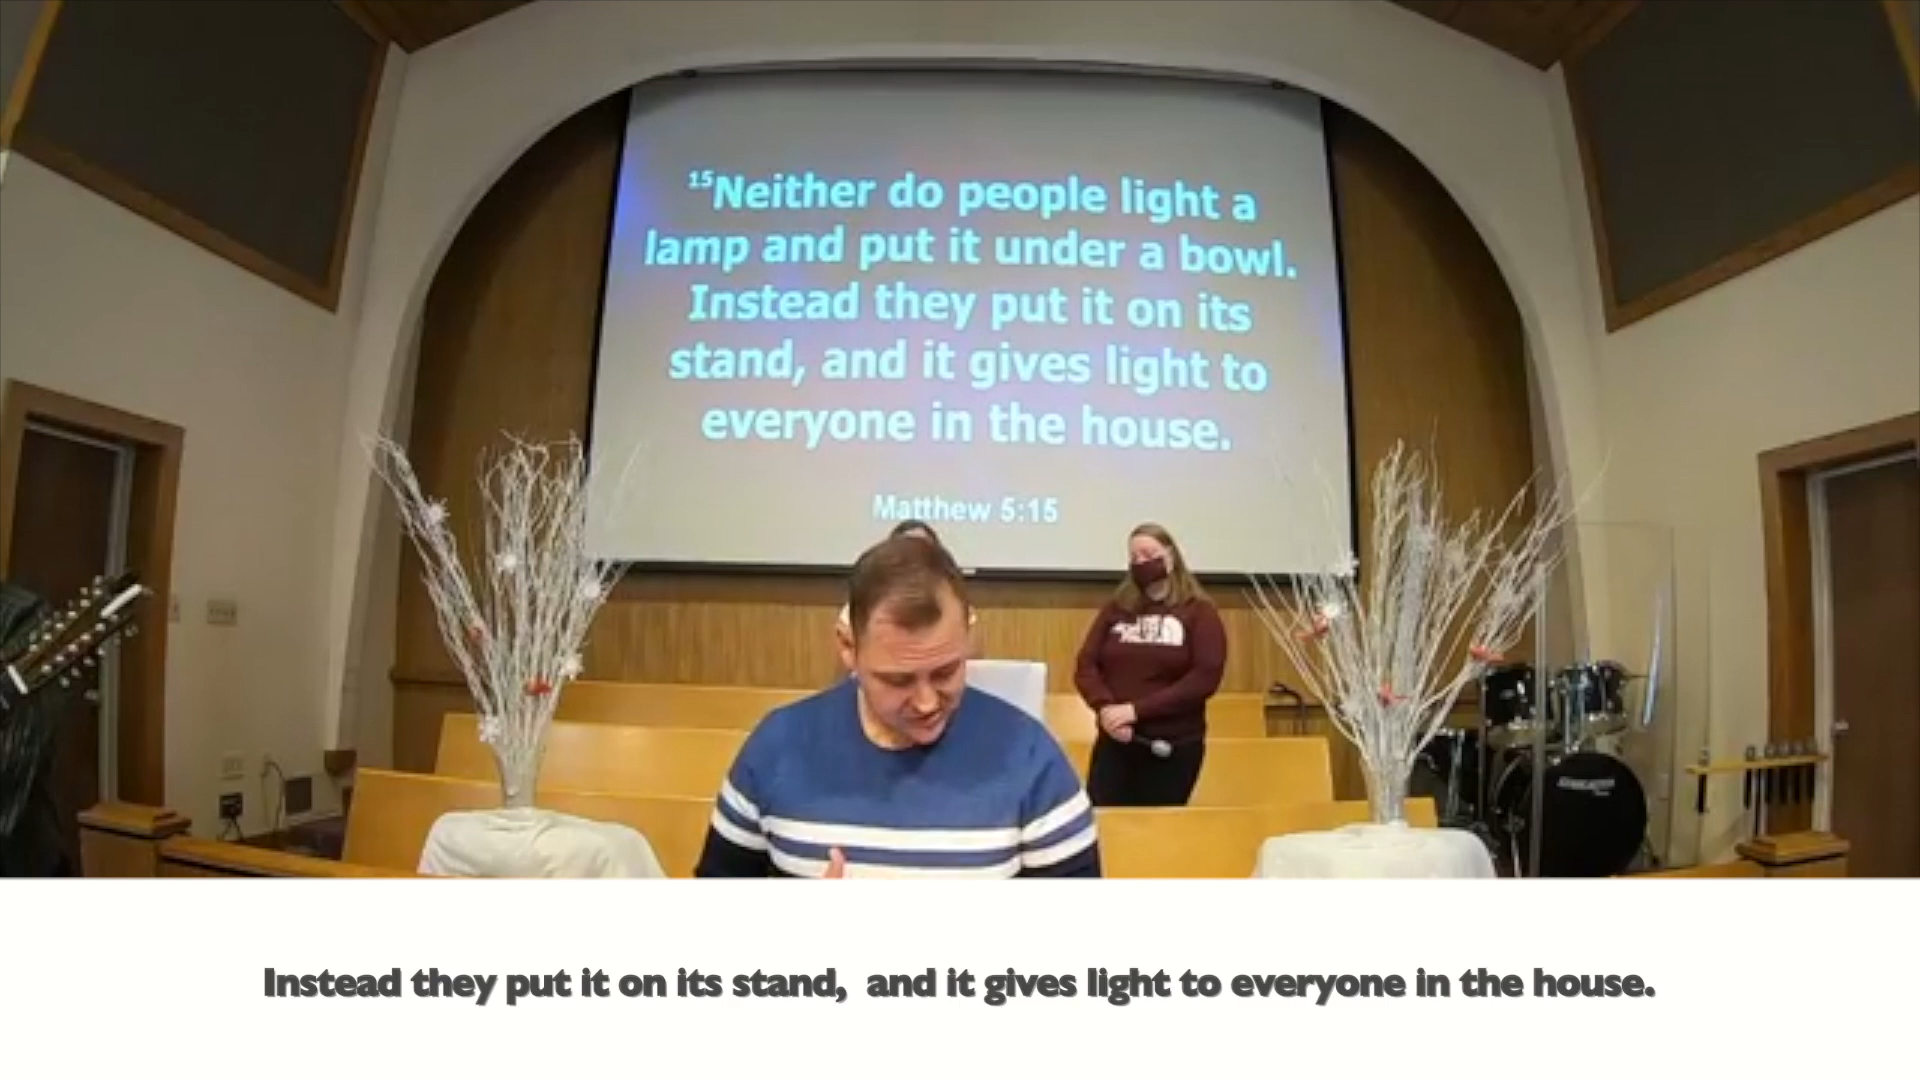 ¹⁵Neither do people light a
lamp and put it under a bowl.
Instead they put it on its
stand, and it gives light to
everyone in the house.
Matthew 5:15
Instead they put it on its stand,  and it gives light to everyone in the house.